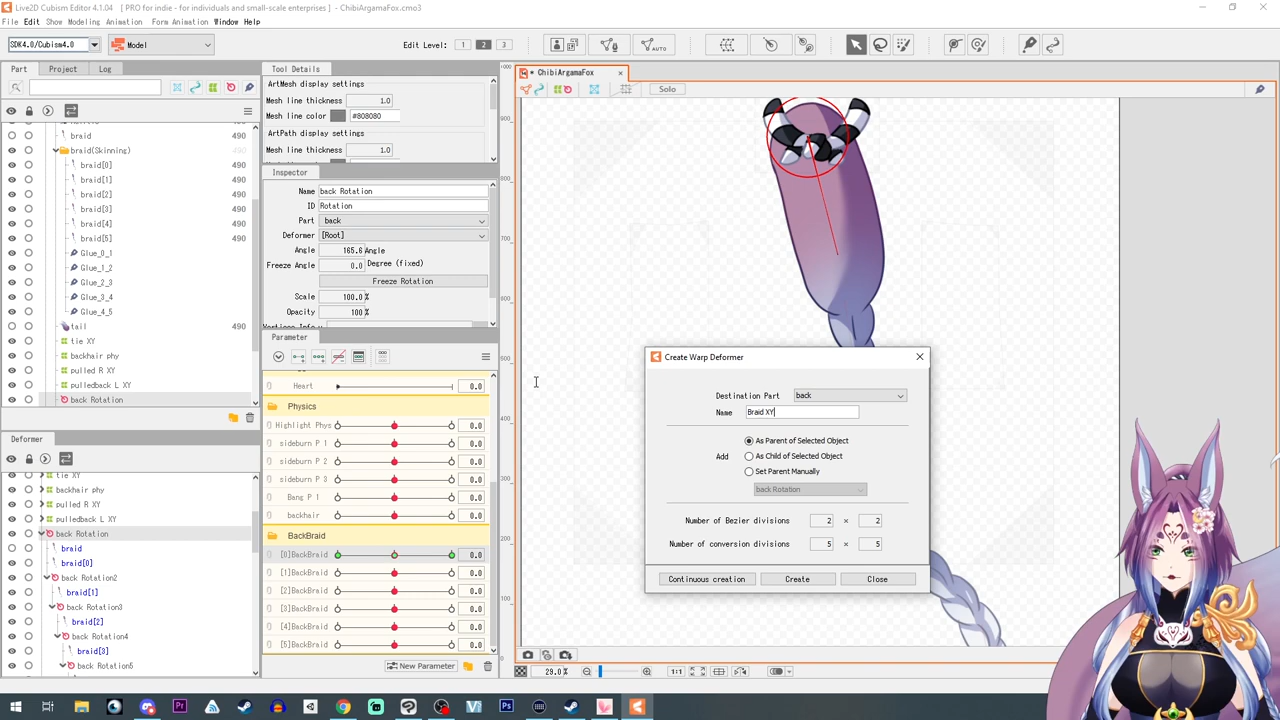 Live2D Cubism Editor 4.1.04 [ PRO for indie - for individuals and small-scale enterprises ] - ChibiArgamaFox.cmo3
File Edit Show Modeling Animation Form Animation Window Help
SDK4.0/Cubism4.0 Model Edit Level: 1 2 3 AUTO
Part Project Log
braid 490
braid(Skinning) 490
braid[0] 490
braid[1] 490
braid[2] 490
braid[3] 490
braid[4] 490
braid[5] 490
Glue_0_1
Glue_1_2
Glue_2_3
Glue_3_4
Glue_4_5
tail 490
tie XY
backhair phy
pulled R XY
pulledback L XY
back Rotation
Deformer
tie XY
backhair phy
pulled R XY
pulledback L XY
back Rotation
braid
braid[0]
back Rotation2
braid[1]
back Rotation3
braid[2]
back Rotation4
braid[3]
back Rotation5
Tool Details
ArtMesh display settings
Mesh line thickness 1.0
Mesh line color #808080
ArtPath display settings
Mesh line thickness 1.0
Inspector
Name back Rotation
ID Rotation
Part back
Deformer [Root]
Angle 165.6 Angle
Freeze Angle 0.0 Degree (fixed)
Freeze Rotation
Scale 100.0 %
Opacity 100 %
Parameter
Heart 0.0
Physics
Highlight Phys 0.0
sideburn P 1 0.0
sideburn P 2 0.0
sideburn P 3 0.0
Bang P 1 0.0
backhair 0.0
BackBraid
[0]BackBraid 0.0
[1]BackBraid 0.0
[2]BackBraid 0.0
[3]BackBraid 0.0
[4]BackBraid 0.0
[5]BackBraid 0.0
New Parameter
* ChibiArgamaFox
Solo
Create Warp Deformer
Destination Part back
Name Braid XY
Add
As Parent of Selected Object
As Child of Selected Object
Set Parent Manually
back Rotation
Number of Bezier divisions 2 × 2
Number of conversion divisions 5 × 5
Continuous creation Create Close
29.0% 1:1